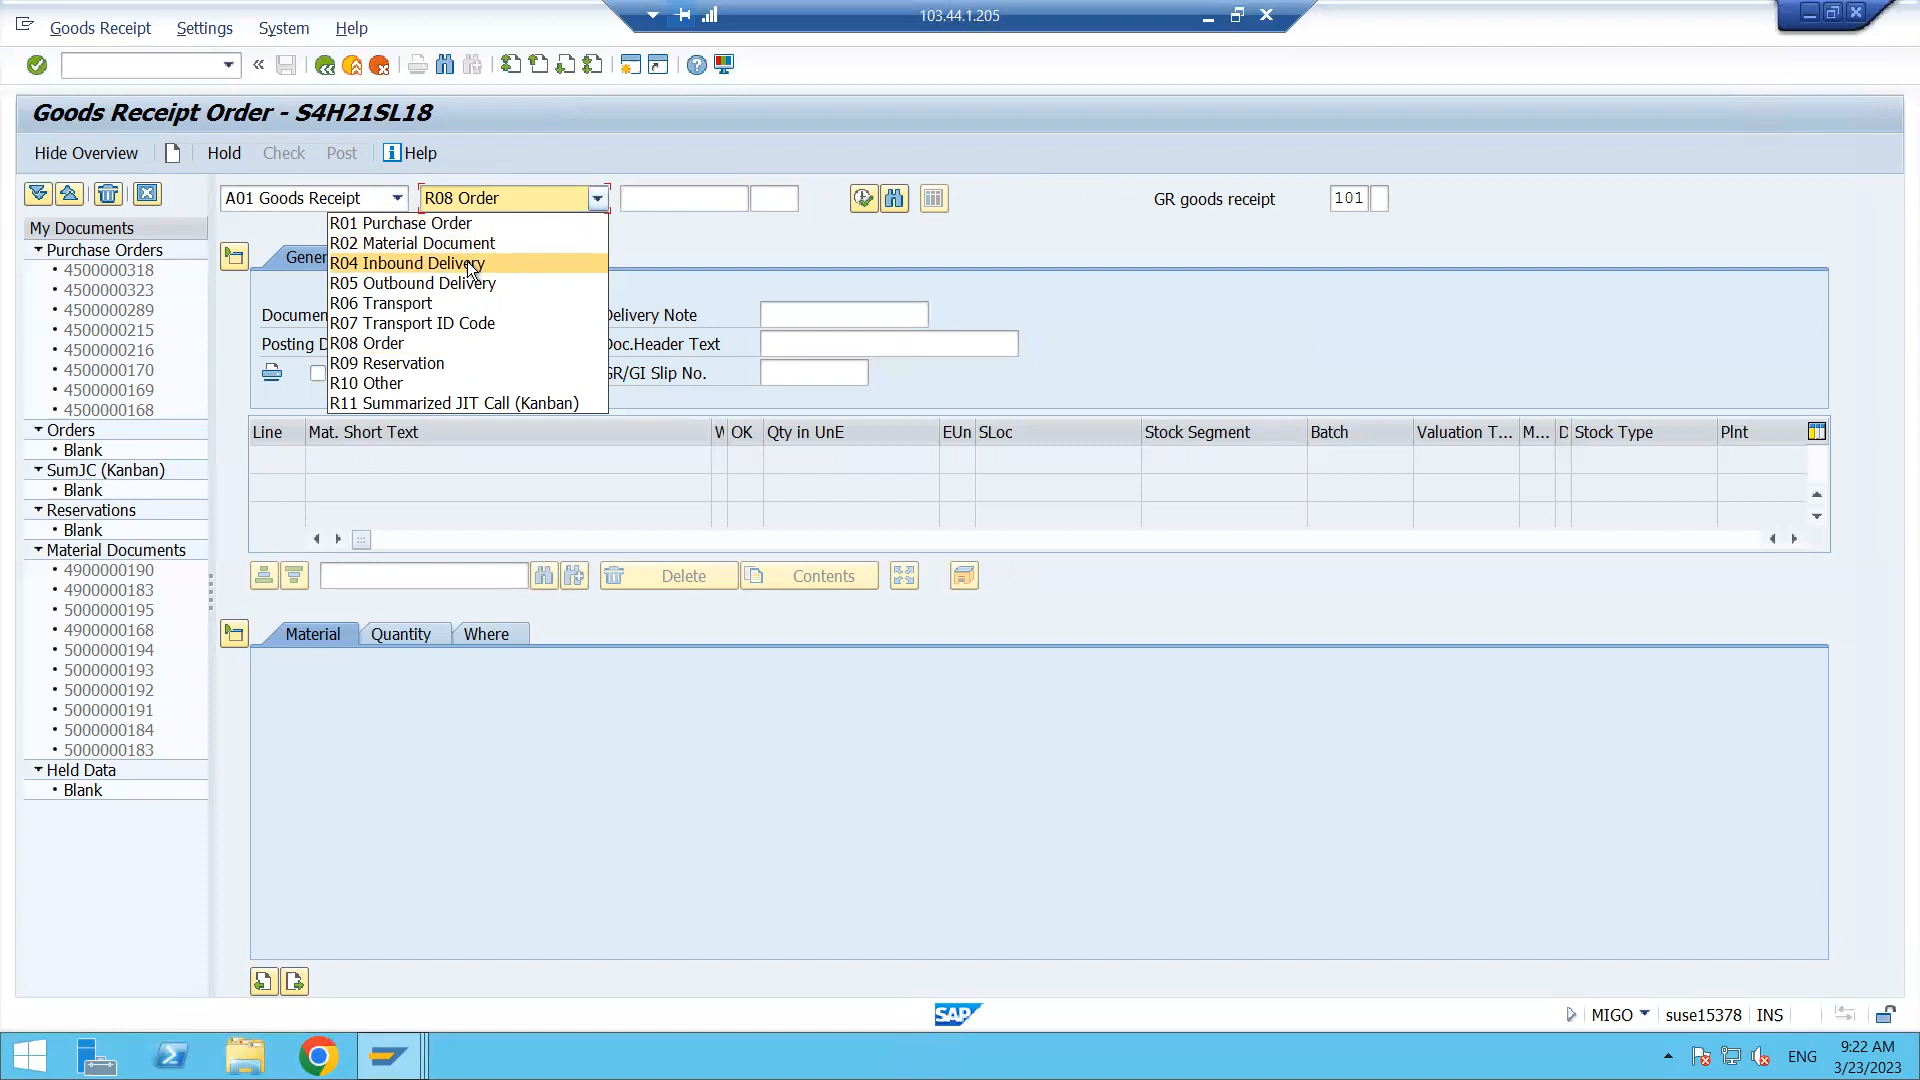 103.44.1.205
Goods Receipt Settings System Help
Goods Receipt Order - S4H21SL18
Hide Overview Hold Check Post Help
A01 Goods Receipt R08 Order GR goods receipt 101
R01 Purchase Order
R02 Material Document
R04 Inbound Delivery
R05 Outbound Delivery
R06 Transport
R07 Transport ID Code
R08 Order
R09 Reservation
R10 Other
R11 Summarized JIT Call (Kanban)
My Documents
Purchase Orders
4500000318
4500000323
4500000289
4500000215
4500000216
4500000170
4500000169
4500000168
Orders
Blank
SumJC (Kanban)
Blank
Reservations
Blank
Material Documents
4900000190
4900000183
5000000195
4900000168
5000000194
5000000193
5000000192
5000000191
5000000184
5000000183
Held Data
Blank
Gener
Documen Delivery Note
Posting D Doc.Header Text
GR/GI Slip No.
Line Mat. Short Text W OK Qty in UnE EUn SLoc Stock Segment Batch Valuation T... M... D Stock Type Plnt
Delete Contents
Material Quantity Where
SAP
MIGO suse15378 INS
ENG
9:22 AM
3/23/2023